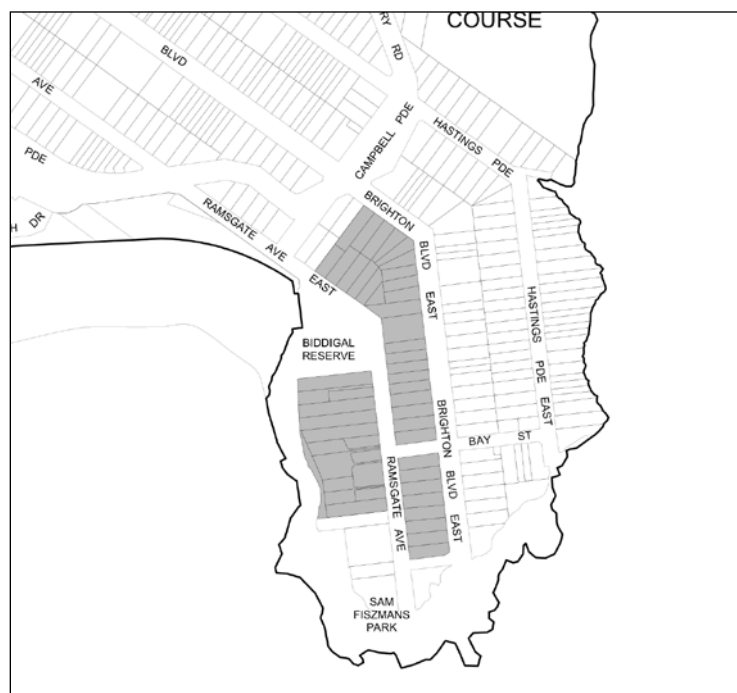 COURSE
RY
RD
BLVD
AVE
PDE
CAMPBELL PDE
HASTINGS PDE
BRIGHTON
BLVD
EAST
RAMSGATE AVE
EAST
H DR
HASTINGS PDE EAST
BIDDIGAL
RESERVE
BRIGHTON BLVD EAST
BAY ST
RAMSGATE AVE
SAM
FISZMANS
PARK